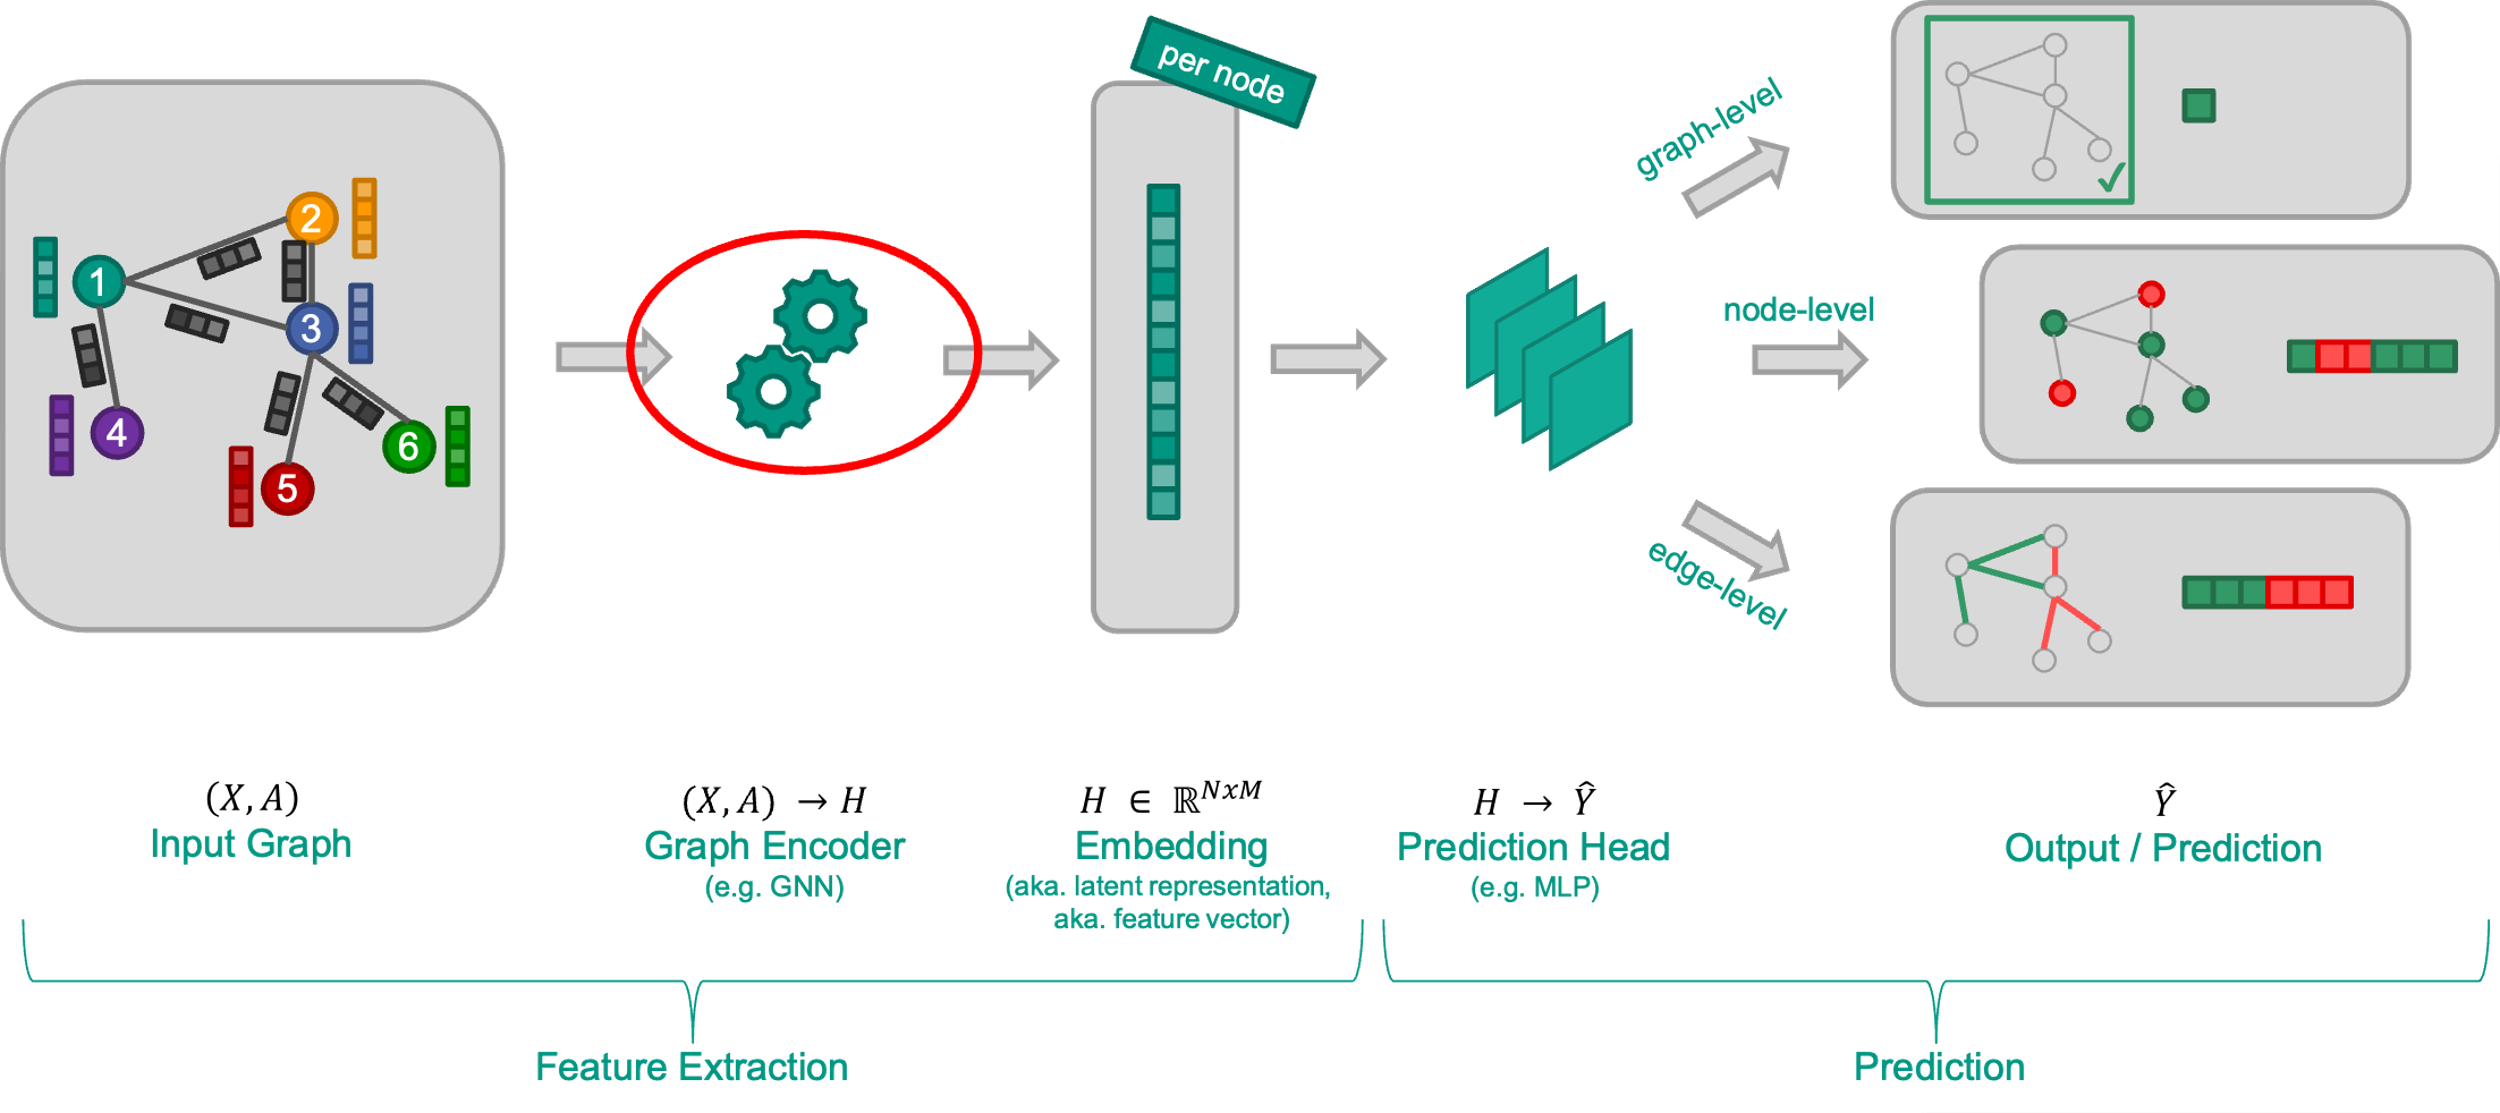 per node
graph-level
node-level
edge-level
1
2
3
4
5
6
(X, A)
Input Graph
(X, A) → H
Graph Encoder
(e.g. GNN)
H ∈ ℝ^{NxM}
Embedding
(aka. latent representation,
aka. feature vector)
H → Ŷ
Prediction Head
(e.g. MLP)
Ŷ
Output / Prediction
Feature Extraction
Prediction